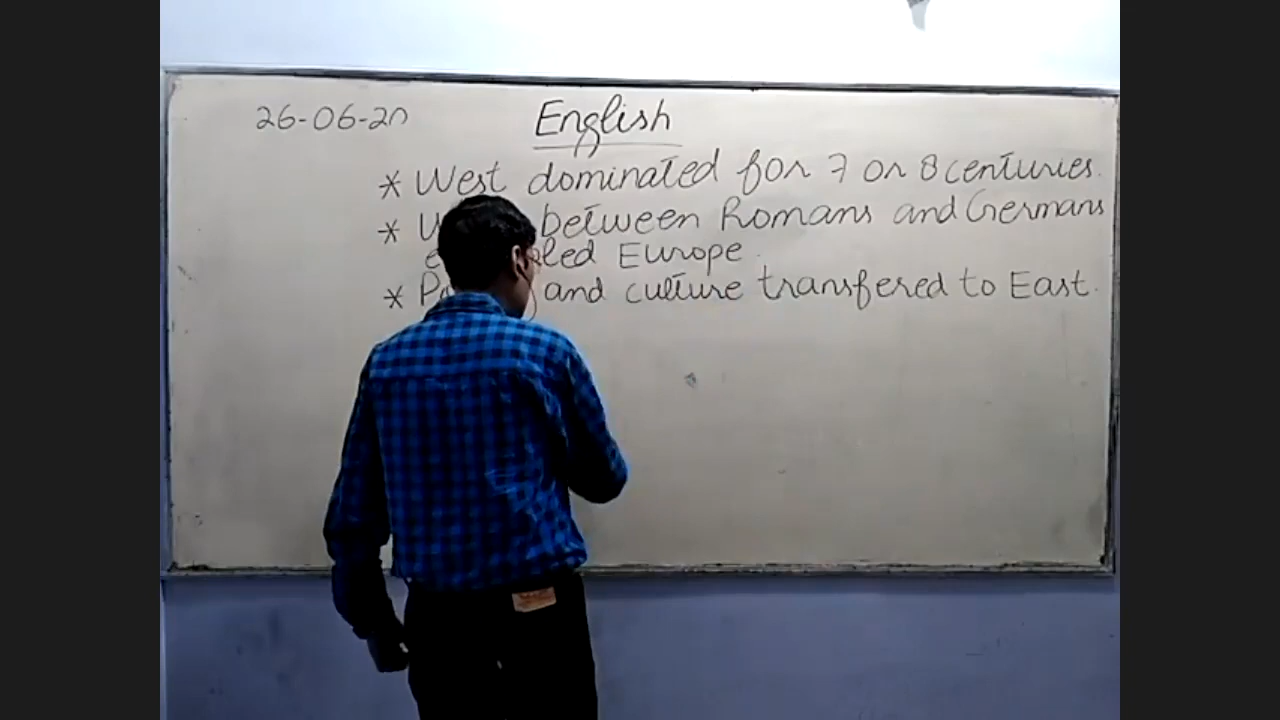 26-06-20
English
* West dominated for 7 or 8 centuries.
* between Romans and Germans
Europe.
* and culture transfered to East.